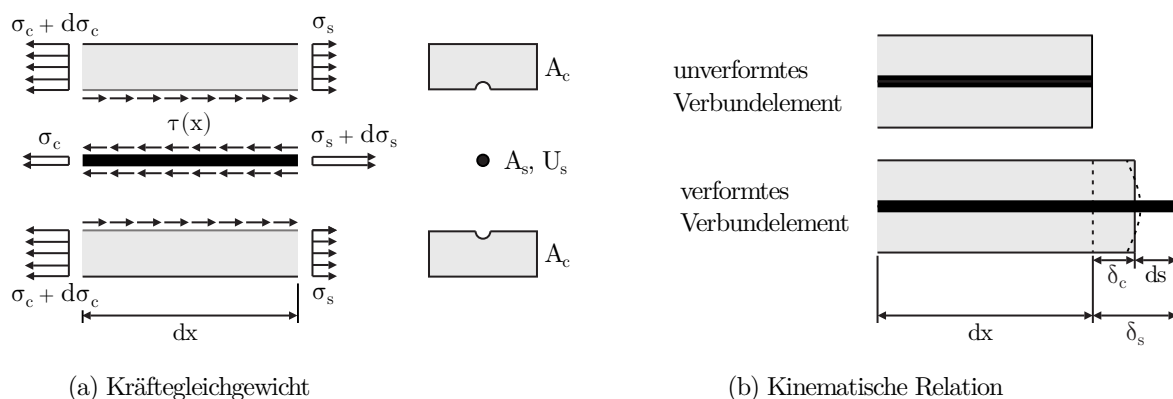 σc + dσc
σs
Ac
τ(x)
σc
σs + dσs
As, Us
σc + dσc
σs
Ac
dx
(a) Kräftegleichgewicht
unverformtes
Verbundelement
verformtes
Verbundelement
δc
ds
dx
δs
(b) Kinematische Relation